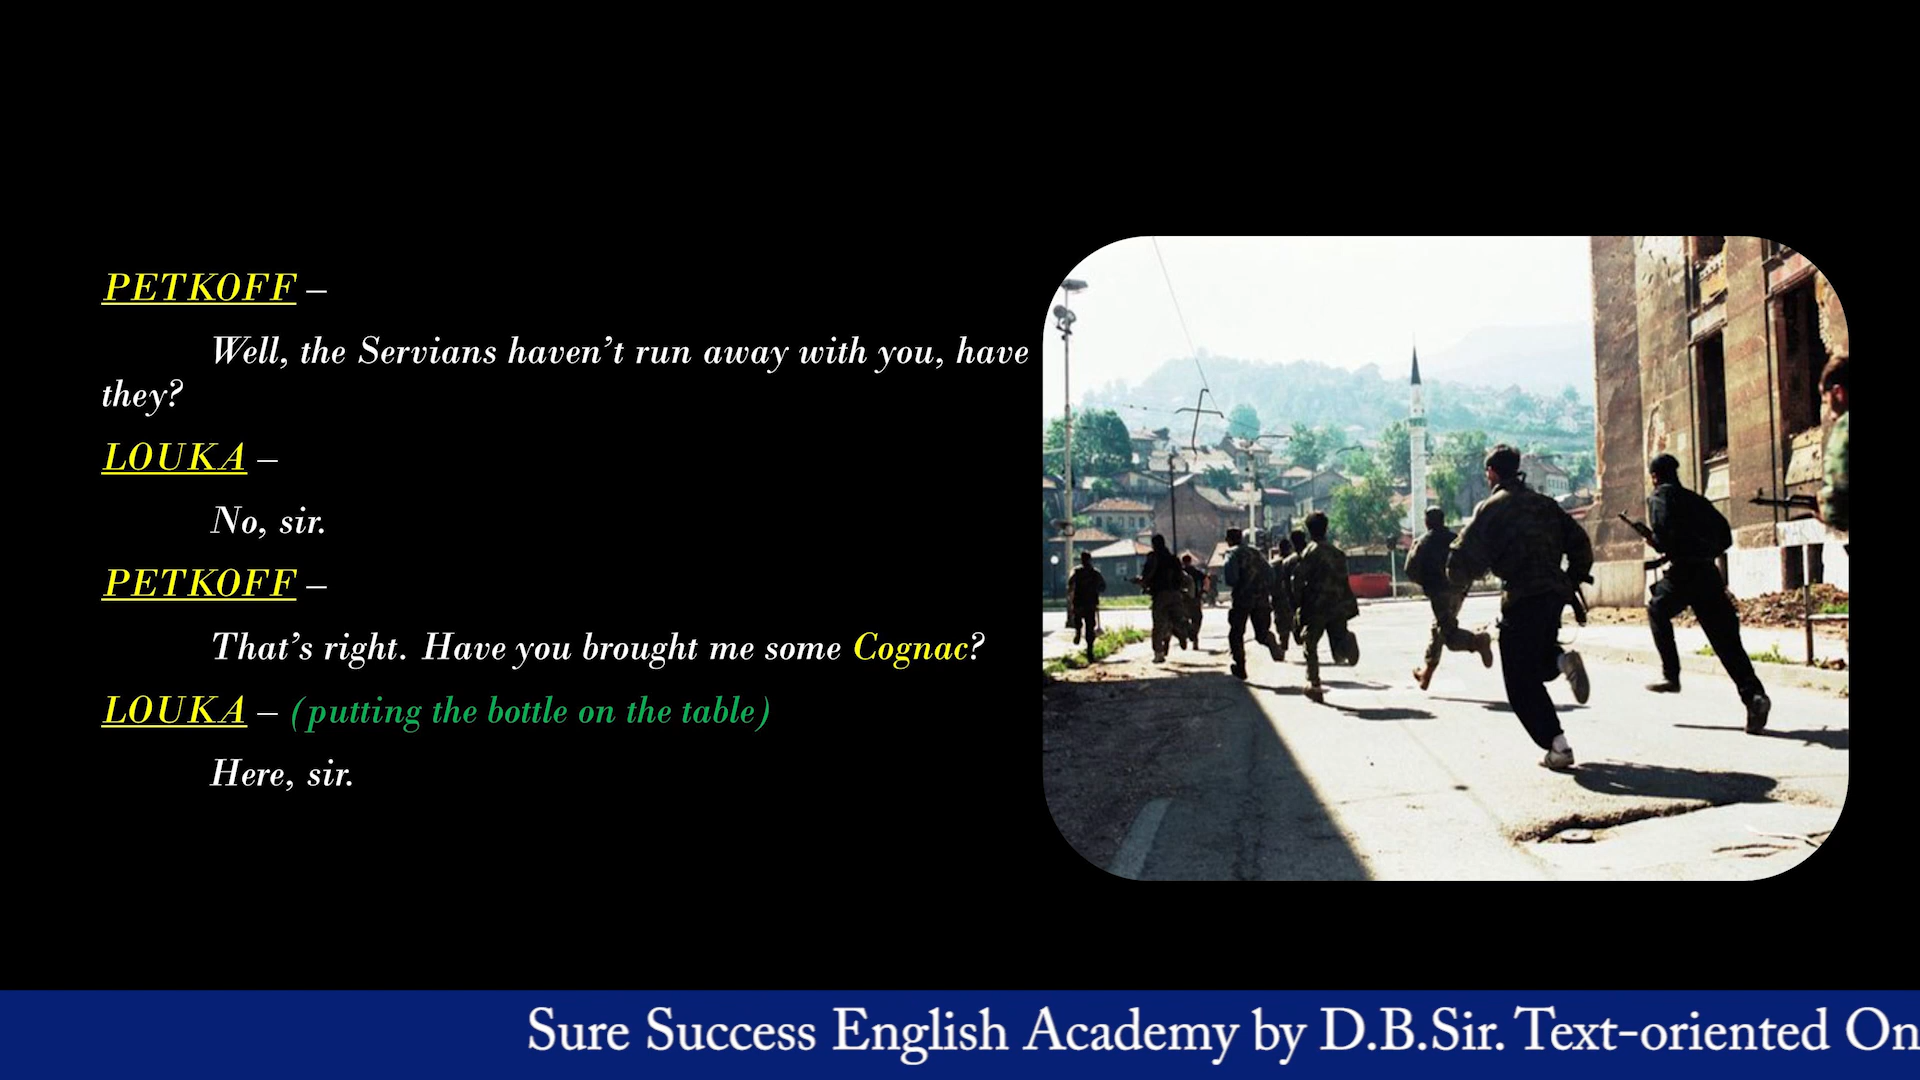 PETKOFF –
Well, the Servians haven’t run away with you, have
they?
LOUKA –
No, sir.
PETKOFF –
That’s right. Have you brought me some Cognac?
LOUKA – (putting the bottle on the table)
Here, sir.
Sure Success English Academy by D.B.Sir. Text-oriented On